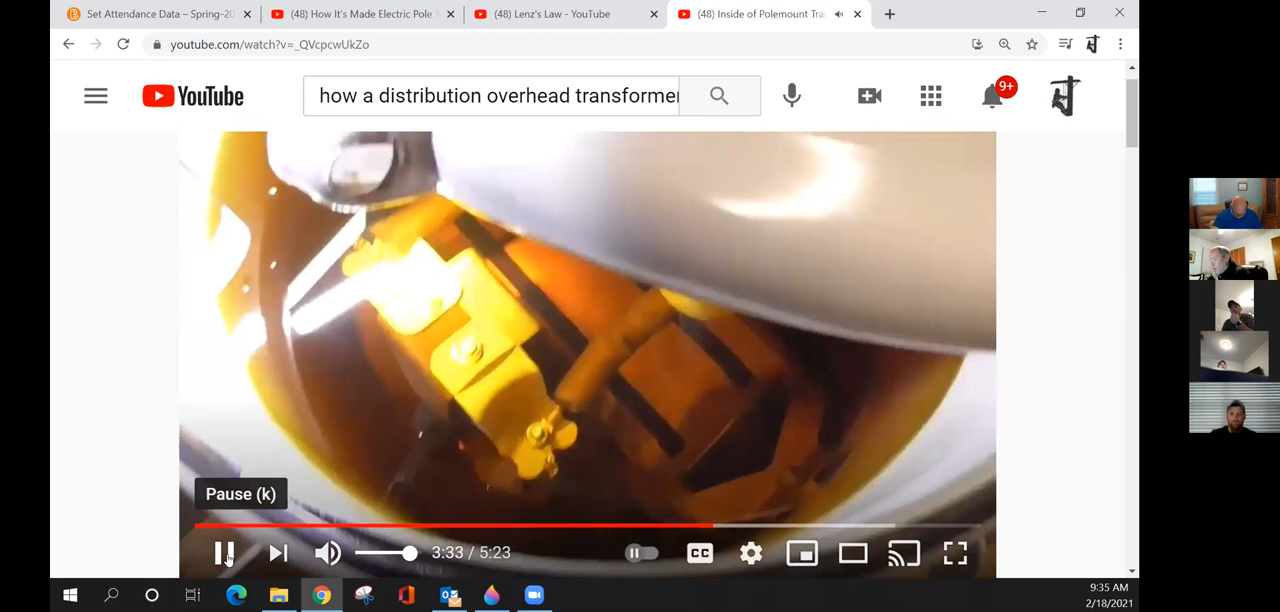 Set Attendance Data – Spring-20
(48) How It's Made Electric Pole
(48) Lenz's Law - YouTube
(48) Inside of Polemount Tra
youtube.com/watch?v=_QVcpcwUkZo
YouTube
how a distribution overhead transformer
9+
Pause (k)
3:33 / 5:23
CC
9:35 AM
2/18/2021